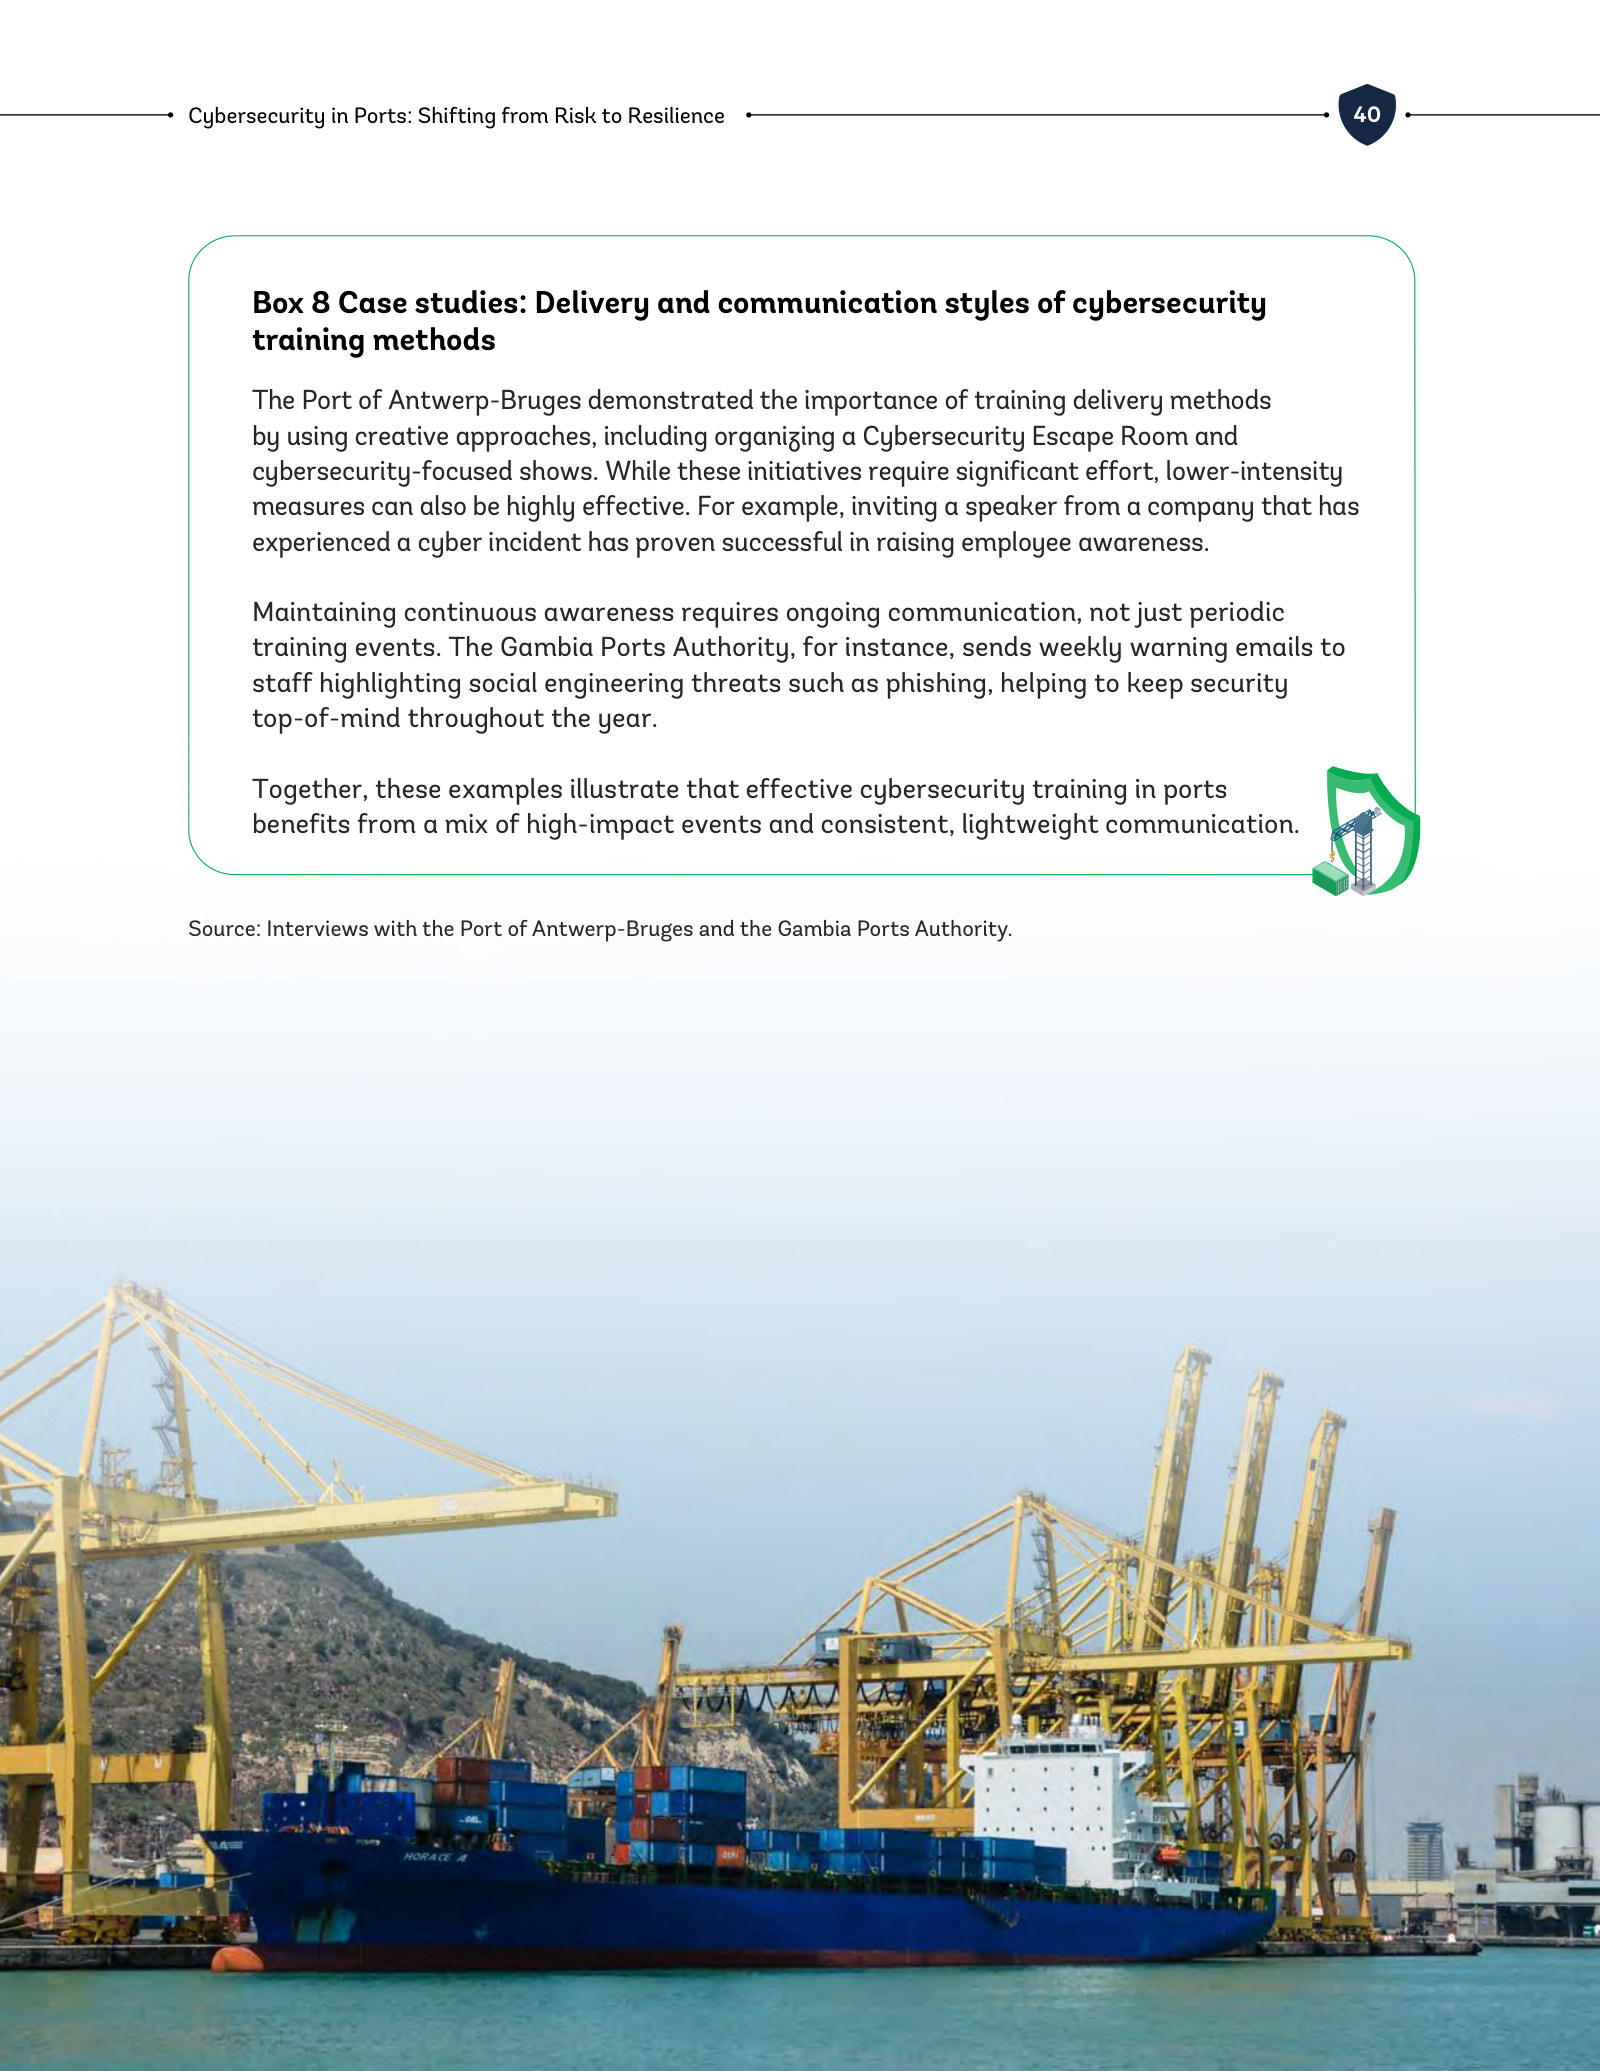 Cybersecurity in Ports: Shifting from Risk to Resilience
40
Box 8 Case studies: Delivery and communication styles of cybersecurity
training methods
The Port of Antwerp-Bruges demonstrated the importance of training delivery methods
by using creative approaches, including organizing a Cybersecurity Escape Room and
cybersecurity-focused shows. While these initiatives require significant effort, lower-intensity
measures can also be highly effective. For example, inviting a speaker from a company that has
experienced a cyber incident has proven successful in raising employee awareness.
Maintaining continuous awareness requires ongoing communication, not just periodic
training events. The Gambia Ports Authority, for instance, sends weekly warning emails to
staff highlighting social engineering threats such as phishing, helping to keep security
top-of-mind throughout the year.
Together, these examples illustrate that effective cybersecurity training in ports
benefits from a mix of high-impact events and consistent, lightweight communication.
Source: Interviews with the Port of Antwerp-Bruges and the Gambia Ports Authority.
HORACE A